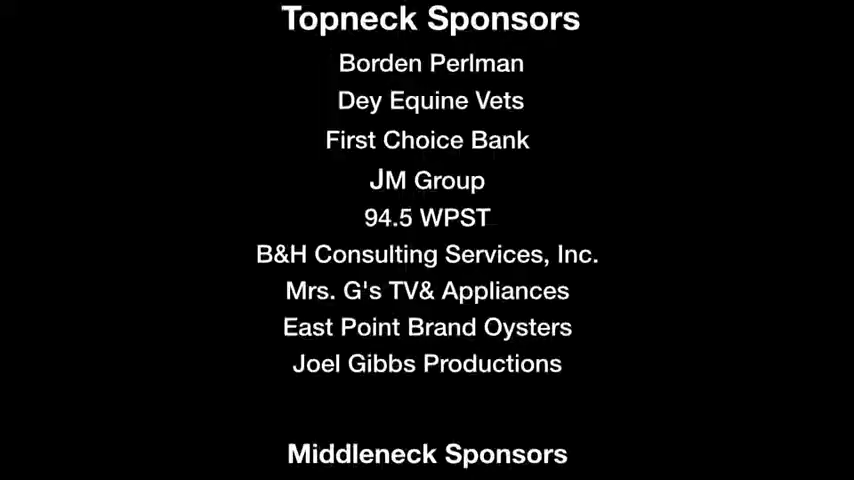 Topneck Sponsors
Borden Perlman
Dey Equine Vets
First Choice Bank
JM Group
94.5 WPST
B&H Consulting Services, Inc.
Mrs. G's TV& Appliances
East Point Brand Oysters
Joel Gibbs Productions
Middleneck Sponsors